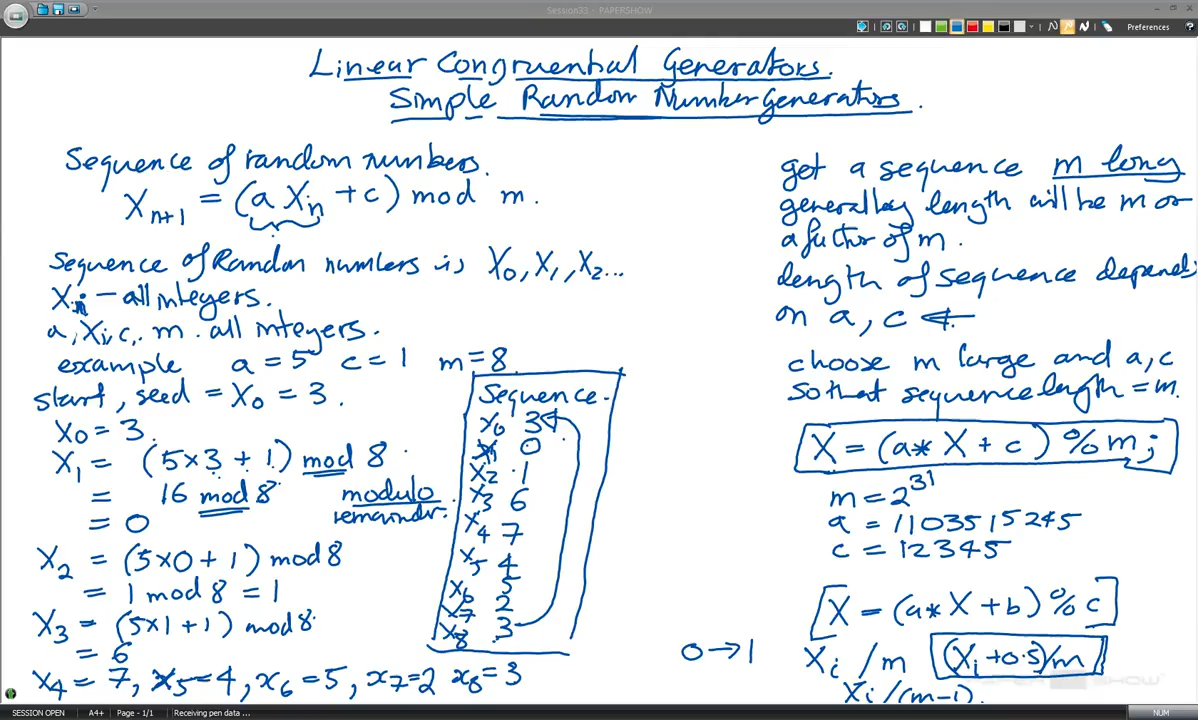 Session33 - PAPERSHOW
Preferences
Linear Congruential Generators.
Simple Random Number Generators.
Sequence of random numbers.
X n+1 = (a Xn + c) mod m.
Sequence of Random numbers is X0, X1, X2...
Xn - all integers.
a, Xi, c, m. all integers.
example a = 5 c = 1 m = 8
start, seed = X0 = 3.
X0 = 3.
X1 = (5x3 + 1) mod 8
= 16 mod 8
= 0
modulo
remainder.
X2 = (5x0 + 1) mod 8
= 1 mod 8 = 1
X3 = (5x1 + 1) mod 8
= 6
X4 = 7, X5 = 4, x6 = 5, x7 = 2 x8 = 3
Sequence.
X0 3
X1 0
X2 1
X3 6
X4 7
X5 4
X6 5
X7 2
X8 3
get a sequence m long
generally length will be m or
a factor of m.
length of sequence depends
on a, c
choose m large and a, c
so that sequence length = m.
X = (a* X + c) % m;
m = 2^31
a = 1103515245
c = 12345
X = (a* X + b) % c
0 → 1 Xi /m (Xi + 0.5)/m
Xi /(m-1).
SESSION OPEN A4+ Page - 1/1 Receiving pen data ... NUM